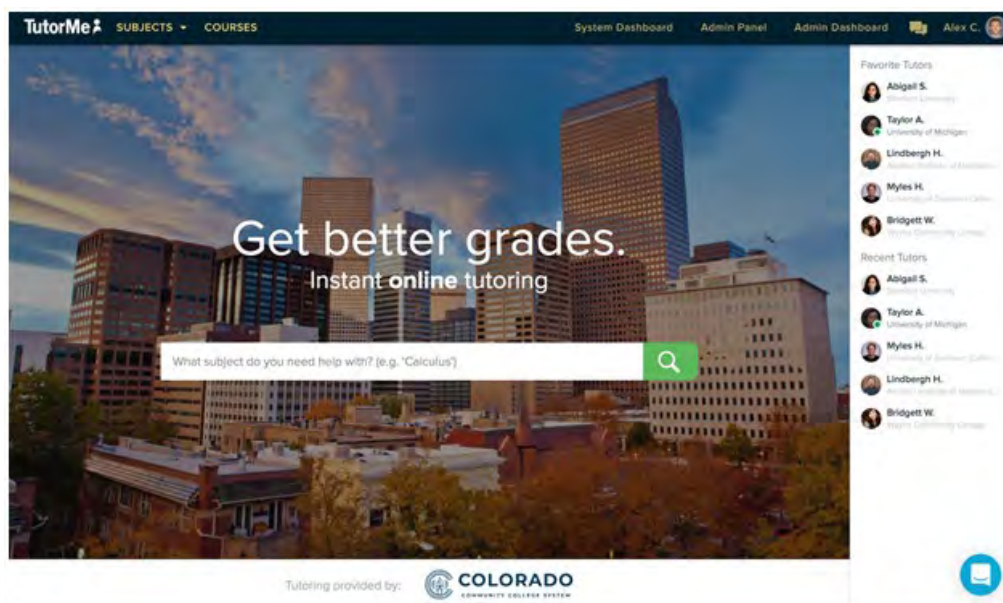 TutorMe SUBJECTS COURSES System Dashboard Admin Panel Admin Dashboard Alex C.
Get better grades.
Instant online tutoring
What subject do you need help with? (e.g. 'Calculus')
Favorite Tutors
Abigail S.
Taylor A.
University of Michigan
Lindbergh H.
Myles H.
Bridgett W.
Recent Tutors
Abigail S.
Taylor A.
University of Michigan
Myles H.
Lindbergh H.
Bridgett W.
Tutoring provided by:
COLORADO
COMMUNITY COLLEGE SYSTEM